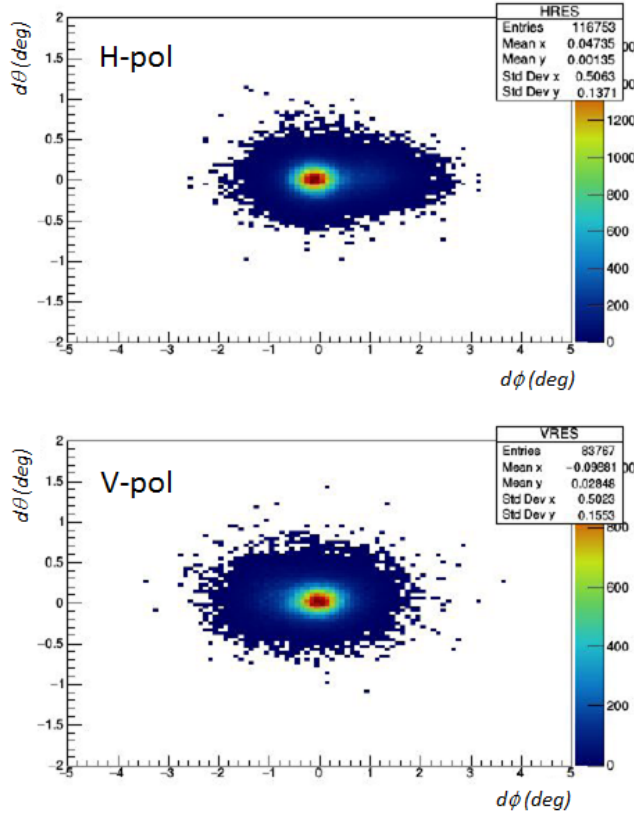 HRES
Entries 116753
Mean x 0.04735
Mean y 0.00135
Std Dev x 0.5063
Std Dev y 0.1371
H-pol
dθ (deg)
2
1.5
1
0.5
0
-0.5
-1
-1.5
-2
-5 -4 -3 -2 -1 0 1 2 3 4 5
1200
1000
800
600
400
200
0
dϕ (deg)
VRES
Entries 83767
Mean x
Mean y 0.02848
Std Dev x 0.5023
Std Dev y 0.1553
V-pol
dθ (deg)
2
1.5
1
0.5
0
-0.5
-1
-1.5
-2
-5 -4 -3 -2 -1 0 1 2 3 4 5
800
600
400
200
0
dϕ (deg)